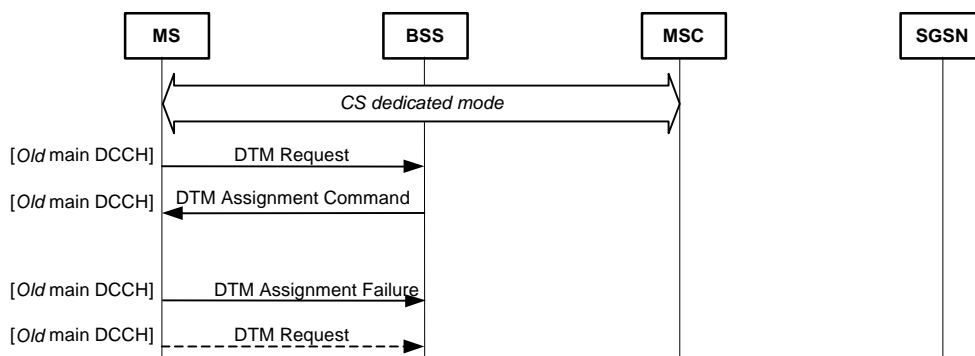 MS BSS MSC SGSN
CS dedicated mode
[Old main DCCH] DTM Request
[Old main DCCH] DTM Assignment Command
[Old main DCCH] DTM Assignment Failure
[Old main DCCH] DTM Request